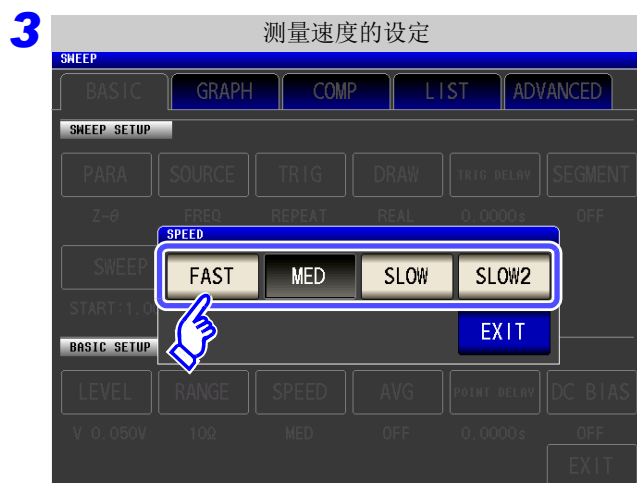 3
测量速度的设定
SWEEP
BASIC GRAPH COMP LIST ADVANCED
SWEEP SETUP
PARA SOURCE TRIG DRAW TRIG DELAY SEGMENT
Z-θ FREQ REPEAT REAL 0.0000s OFF
SPEED
SWEEP
FAST MED SLOW SLOW2
START:1.0
EXIT
BASIC SETUP
LEVEL RANGE SPEED AVG POINT DELAY DC BIAS
V 0.050V 10Ω MED OFF 0.0000s OFF
EXIT